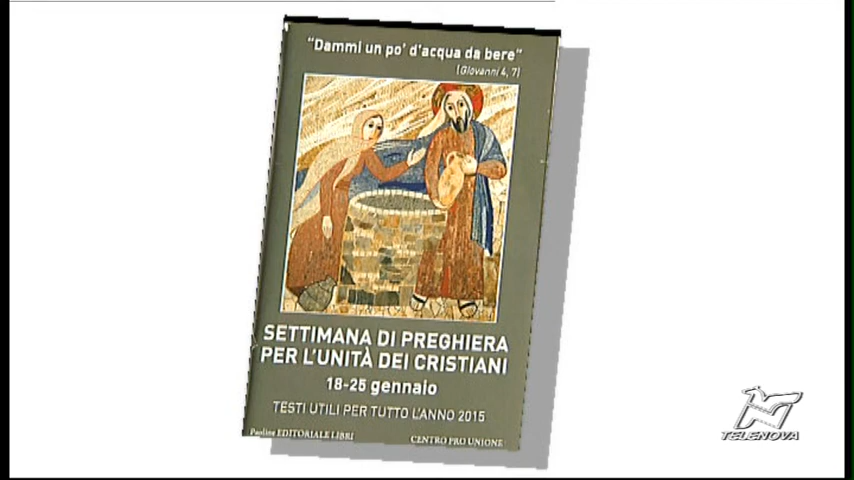 "Dammi un po' d'acqua da bere"
(Giovanni 4, 7)
SETTIMANA DI PREGHIERA
PER L'UNITÀ DEI CRISTIANI
18-25 gennaio
TESTI UTILI PER TUTTO L'ANNO 2015
Paoline EDITORIALE LIBRI
CENTRO PRO UNIONE
TELENOVA